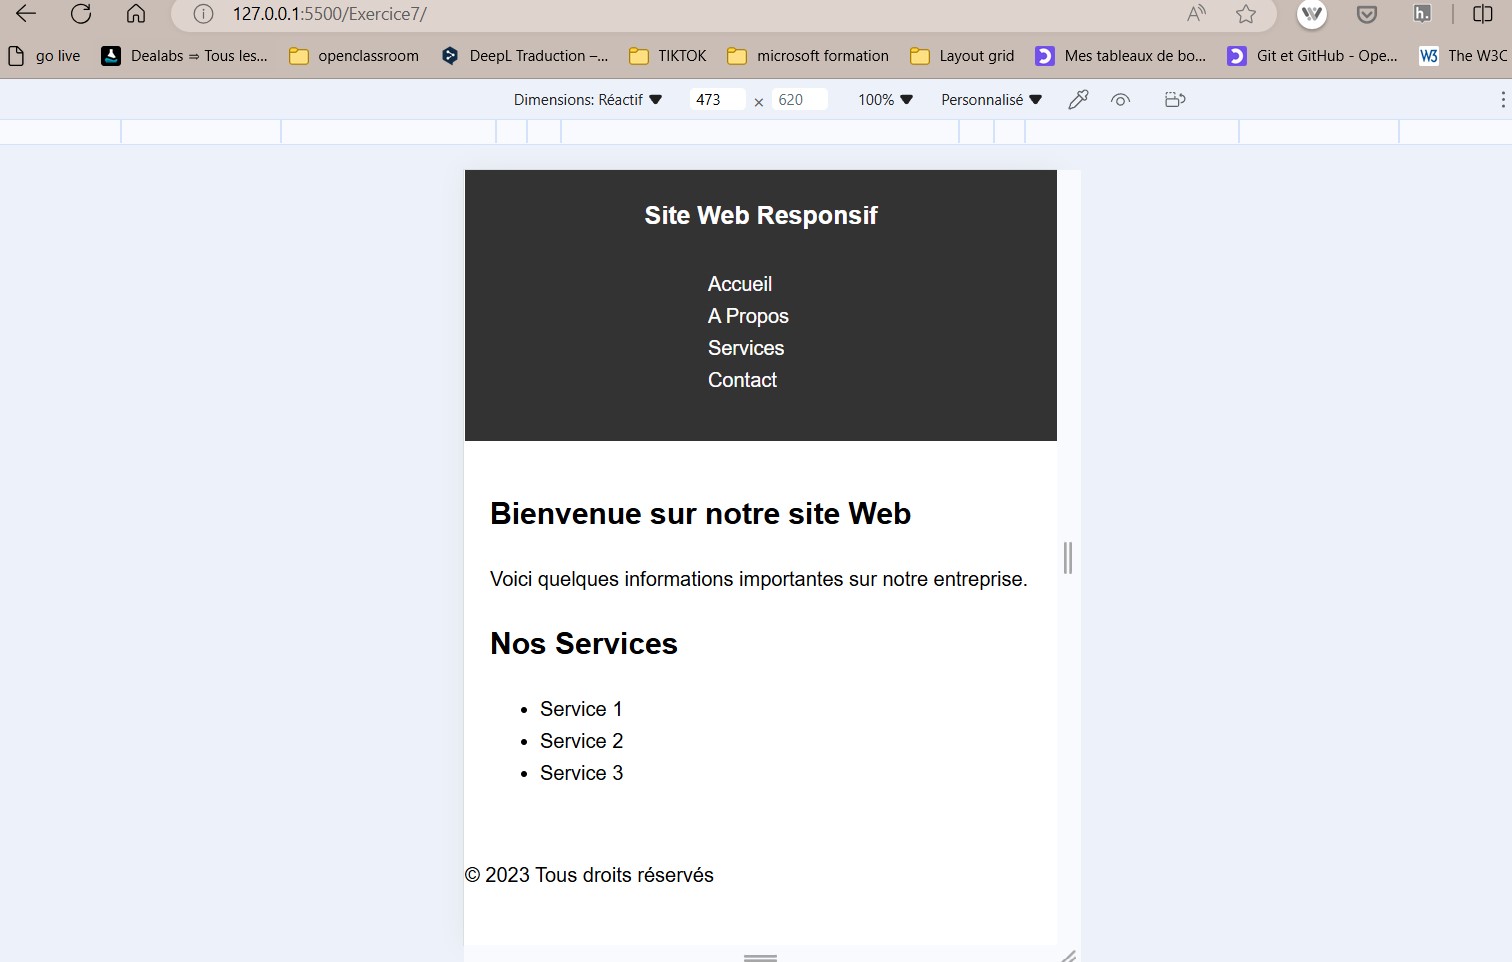 127.0.0.1:5500/Exercice7/
go live Dealabs ⇒ Tous les... openclassroom DeepL Traduction –... TIKTOK microsoft formation Layout grid Mes tableaux de bo... Git et GitHub - Ope... W3 The W3C
Dimensions: Réactif 473 × 620 100% Personnalisé
Site Web Responsif
Accueil
A Propos
Services
Contact
Bienvenue sur notre site Web
Voici quelques informations importantes sur notre entreprise.
Nos Services
• Service 1
• Service 2
• Service 3
© 2023 Tous droits réservés